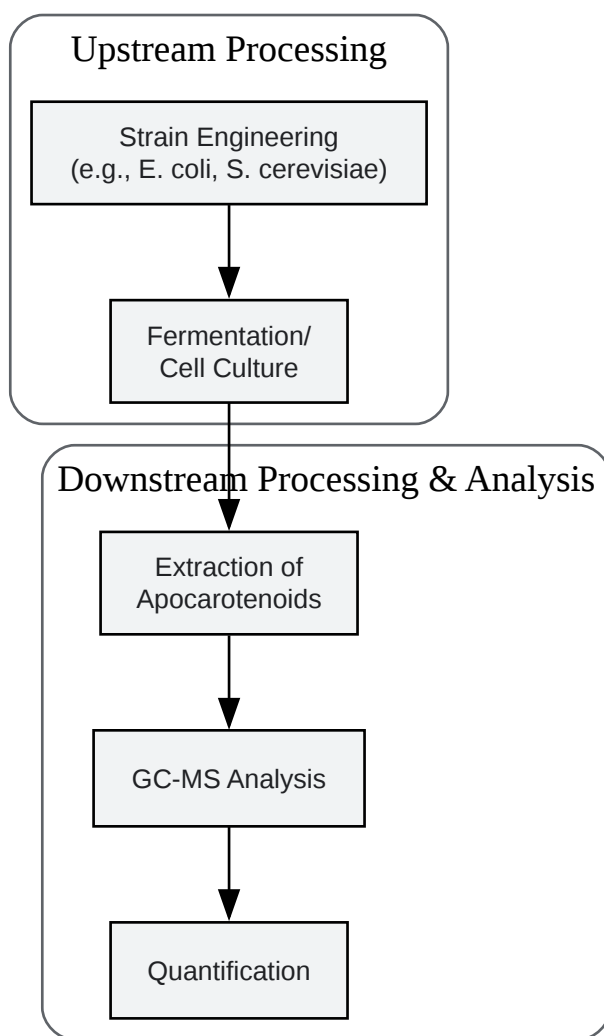 Upstream Processing
Strain Engineering
(e.g., E. coli, S. cerevisiae)
Fermentation/
Cell Culture
Downstream Processing & Analysis
Extraction of
Apocarotenoids
GC-MS Analysis
Quantification